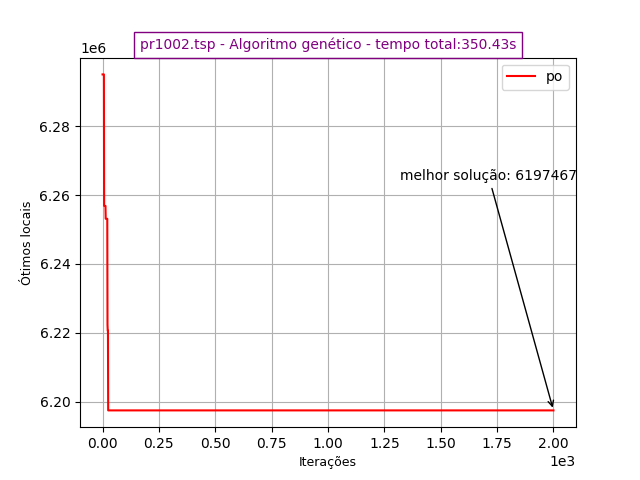 pr1002.tsp - Algoritmo genético - tempo total:350.43s
1e6
po
6.28
6.26
6.24
6.22
6.20
Ótimos locais
melhor solução: 6197467
0.00 0.25 0.50 0.75 1.00 1.25 1.50 1.75 2.00
Iterações
1e3